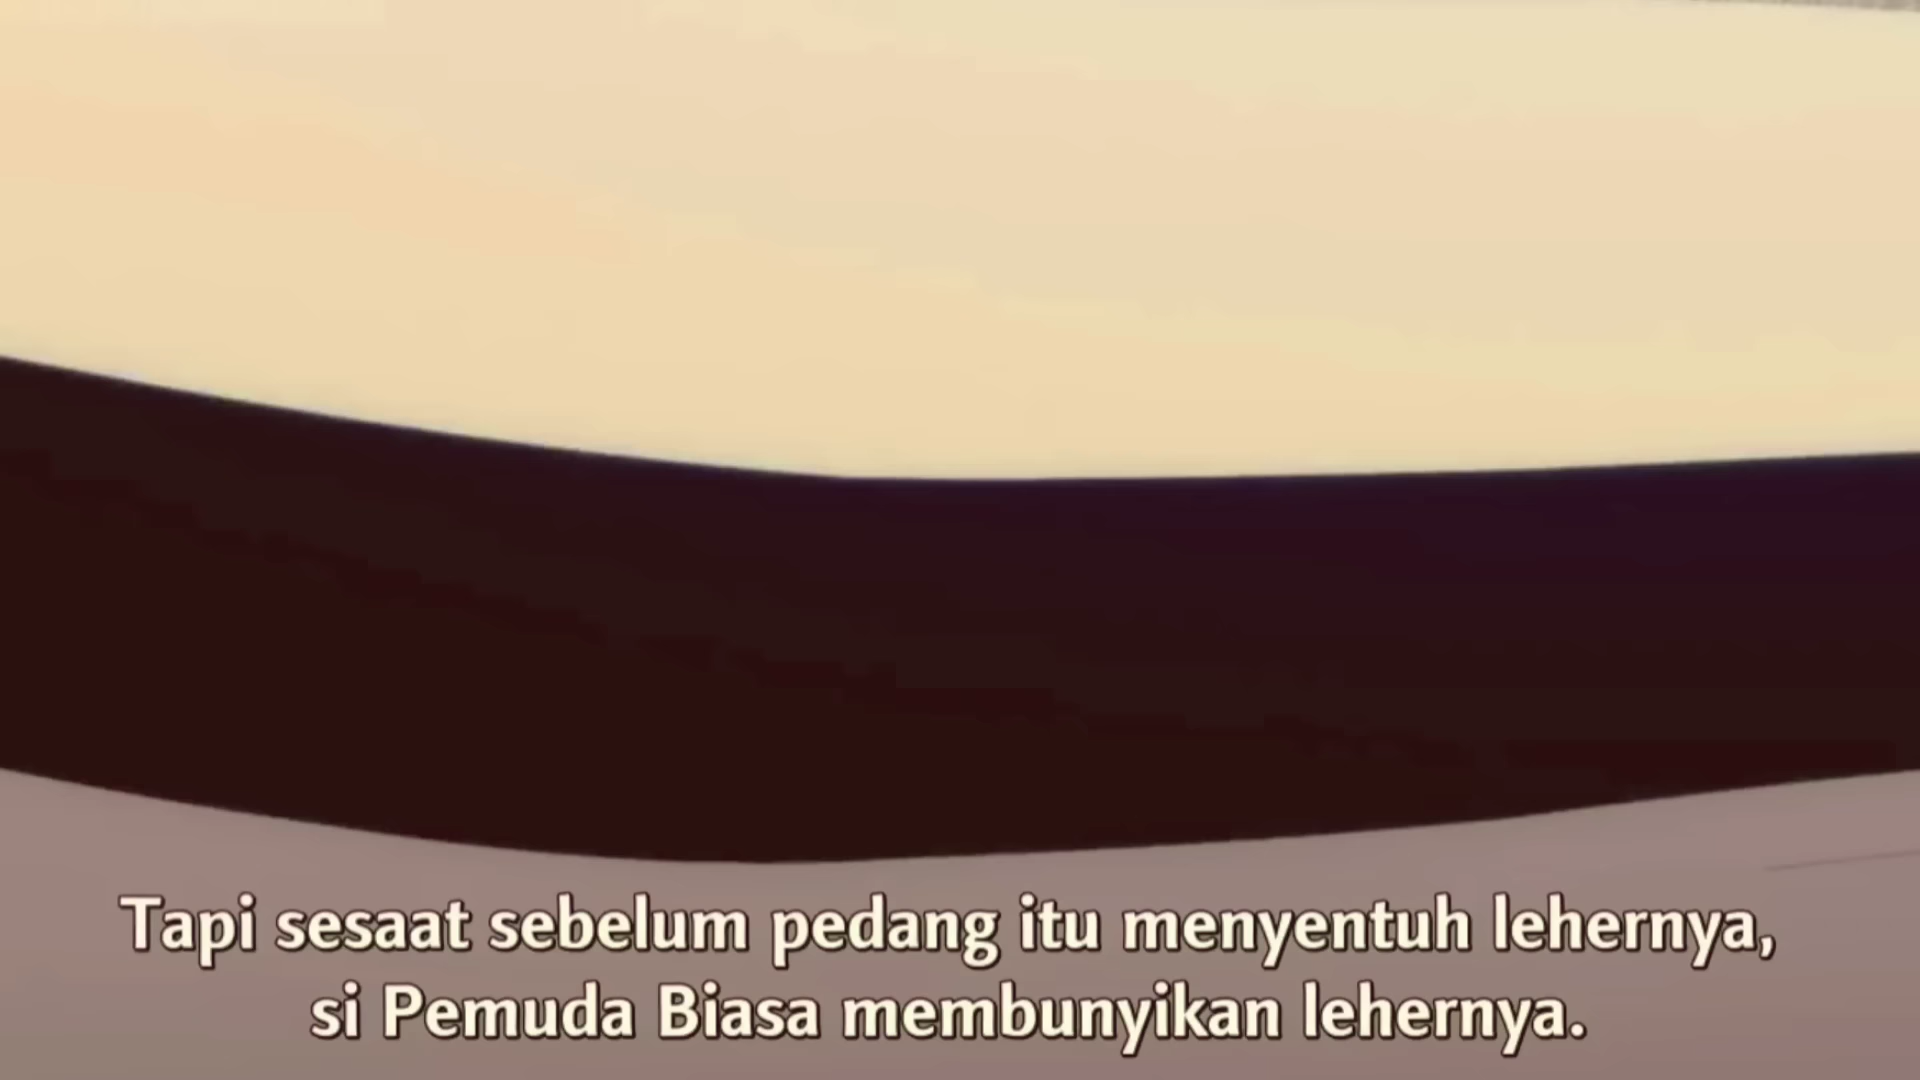 Tapi sesaat sebelum pedang itu menyentuh lehernya,
si Pemuda Biasa membunyikan lehernya.